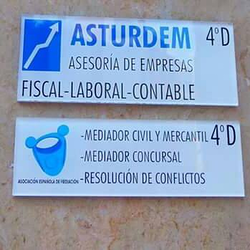 ASTURDEM 4ºD
ASESORÍA DE EMPRESAS
FISCAL-LABORAL-CONTABLE
-MEDIADOR CIVIL Y MERCANTIL 4ºD
-MEDIADOR CONCURSAL
-RESOLUCIÓN DE CONFLICTOS
ASOCIACIÓN ESPAÑOLA DE MEDIACIÓN